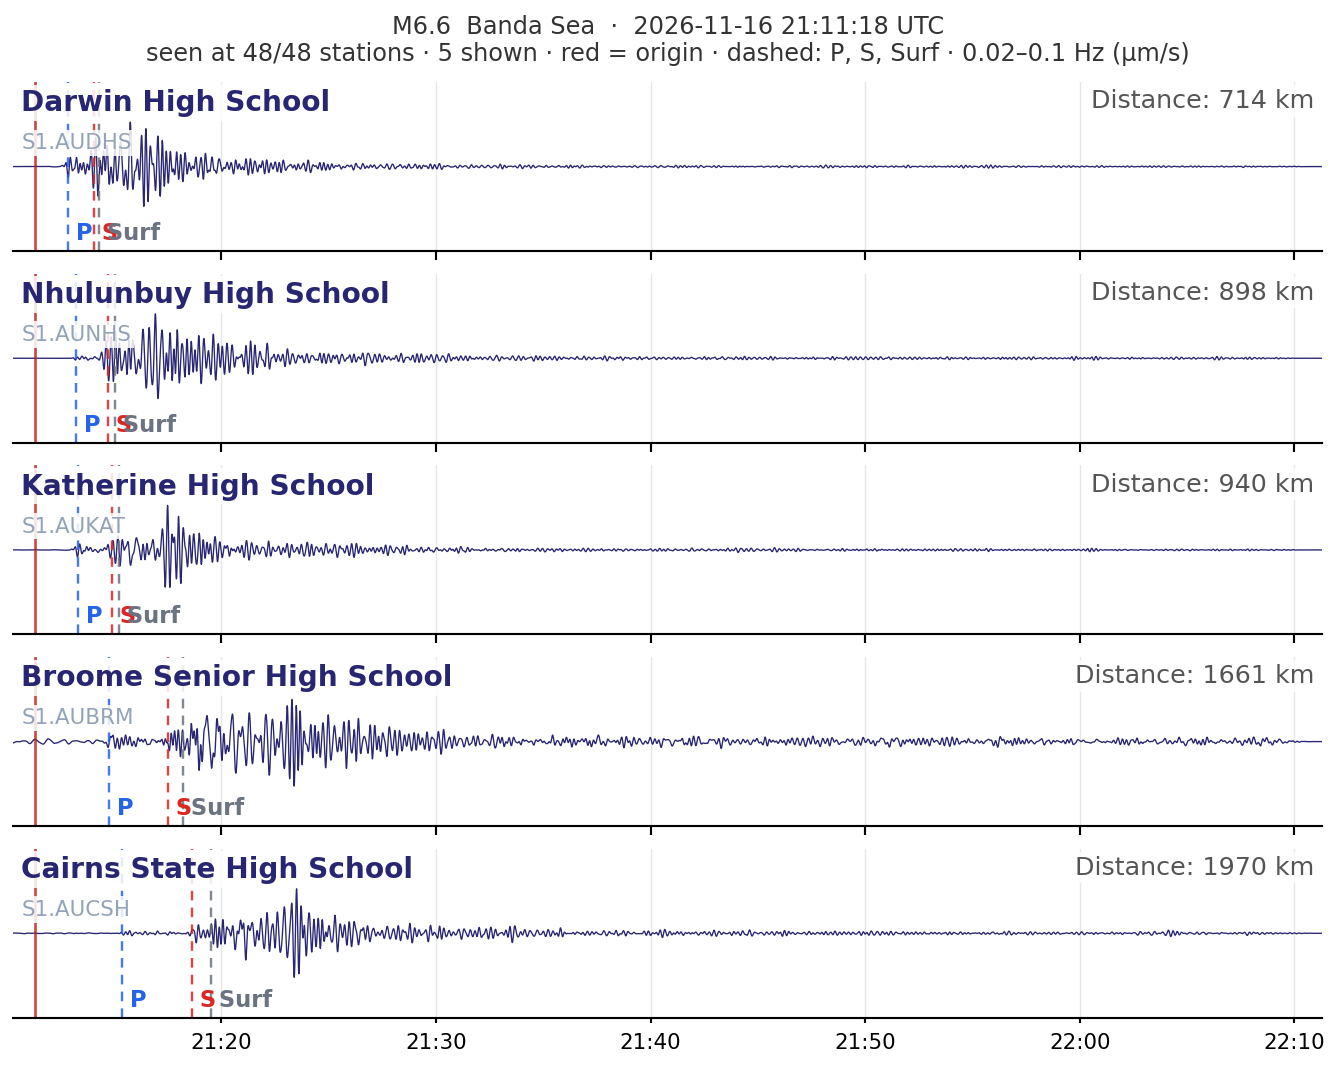 M6.6  Banda Sea  ·  2026-11-16 21:11:18 UTC
seen at 48/48 stations · 5 shown · red = origin · dashed: P, S, Surf · 0.02–0.1 Hz (µm/s)
Darwin High School
Distance: 714 km
S1.AUDHS
P S Surf
Nhulunbuy High School
Distance: 898 km
S1.AUNHS
P S Surf
Katherine High School
Distance: 940 km
S1.AUKAT
P S Surf
Broome Senior High School
Distance: 1661 km
S1.AUBRM
P S Surf
Cairns State High School
Distance: 1970 km
S1.AUCSH
P S Surf
21:20 21:30 21:40 21:50 22:00 22:10